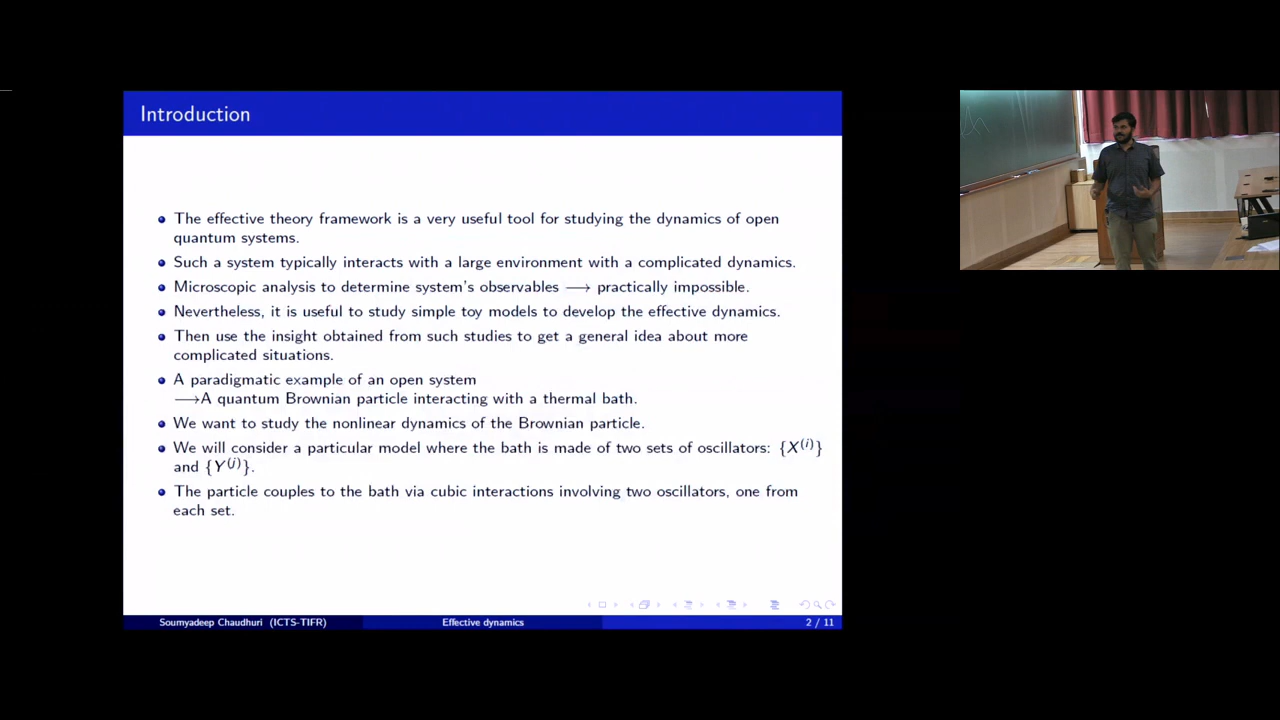 Introduction
The effective theory framework is a very useful tool for studying the dynamics of open
quantum systems.
Such a system typically interacts with a large environment with a complicated dynamics.
Microscopic analysis to determine system's observables ⟶ practically impossible.
Nevertheless, it is useful to study simple toy models to develop the effective dynamics.
Then use the insight obtained from such studies to get a general idea about more
complicated situations.
A paradigmatic example of an open system
⟶A quantum Brownian particle interacting with a thermal bath.
We want to study the nonlinear dynamics of the Brownian particle.
We will consider a particular model where the bath is made of two sets of oscillators: {X^(i)}
and {Y^(j)}.
The particle couples to the bath via cubic interactions involving two oscillators, one from
each set.
Soumyadeep Chaudhuri (ICTS-TIFR) Effective dynamics 2 / 11